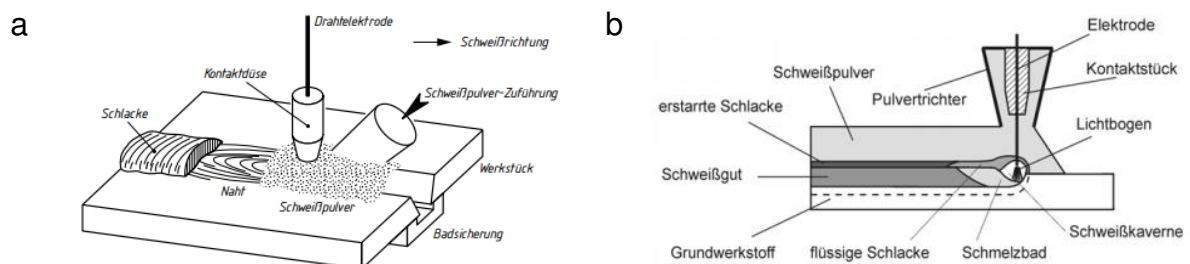 a
Drahtelektrode
Schweißrichtung
Kontaktdüse
Schweißpulver-Zuführung
Schlacke
Werkstück
Naht
Schweißpulver
Badsicherung
b
Elektrode
Schweißpulver
Kontaktstück
Pulvertrichter
erstarrte Schlacke
Lichtbogen
Schweißgut
Schweißkaverne
Grundwerkstoff
flüssige Schlacke
Schmelzbad